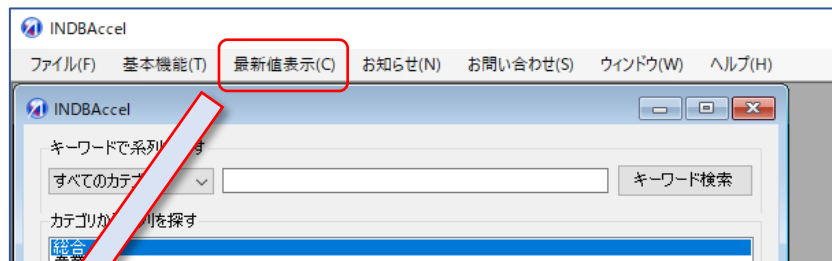 INDBAccel
ファイル(F) 基本機能(T) 最新値表示(C) お知らせ(N) お問い合わせ(S) ウィンドウ(W) ヘルプ(H)
INDBAccel
キーワードで系列
すべてのカテ
キーワード検索
カテゴリか
を探す
総合